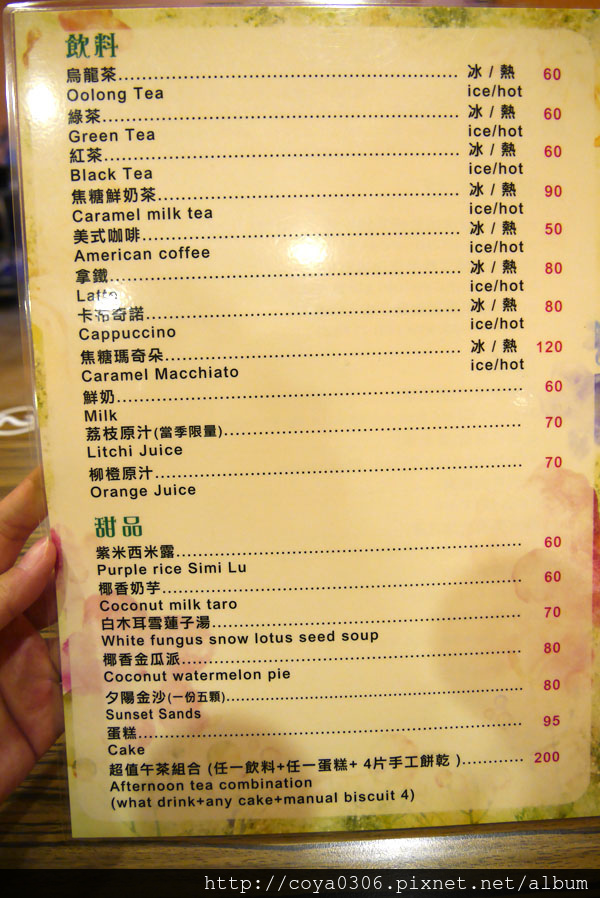 飲料
烏龍茶........................................................ 冰 / 熱 60
Oolong Tea ice/hot
綠茶........................................................ 冰 / 熱 60
Green Tea ice/hot
紅茶........................................................ 冰 / 熱 60
Black Tea ice/hot
焦糖鮮奶茶........................................................ 冰 / 熱 90
Caramel milk tea ice/hot
美式咖啡........................................................ 冰 / 熱 50
American coffee ice/hot
拿鐵........................................................ 冰 / 熱 80
Latte ice/hot
卡布奇諾........................................................ 冰 / 熱 80
Cappuccino ice/hot
焦糖瑪奇朵........................................................ 冰 / 熱 120
Caramel Macchiato ice/hot
鮮奶........................................................ 60
Milk
荔枝原汁(當季限量)........................................................ 70
Litchi Juice
柳橙原汁........................................................ 70
Orange Juice
甜品
紫米西米露........................................................ 60
Purple rice Simi Lu
椰香奶芋........................................................ 60
Coconut milk taro
白木耳雪蓮子湯........................................................ 70
White fungus snow lotus seed soup
椰香金瓜派........................................................ 80
Coconut watermelon pie
夕陽金沙(一份五顆)........................................................ 80
Sunset Sands
蛋糕........................................................ 95
Cake
超值午茶組合 (任一飲料+任一蛋糕+ 4片手工餅乾 )............ 200
Afternoon tea combination
(what drink+any cake+manual biscuit 4)
http://coya0306.pixnet.net/album